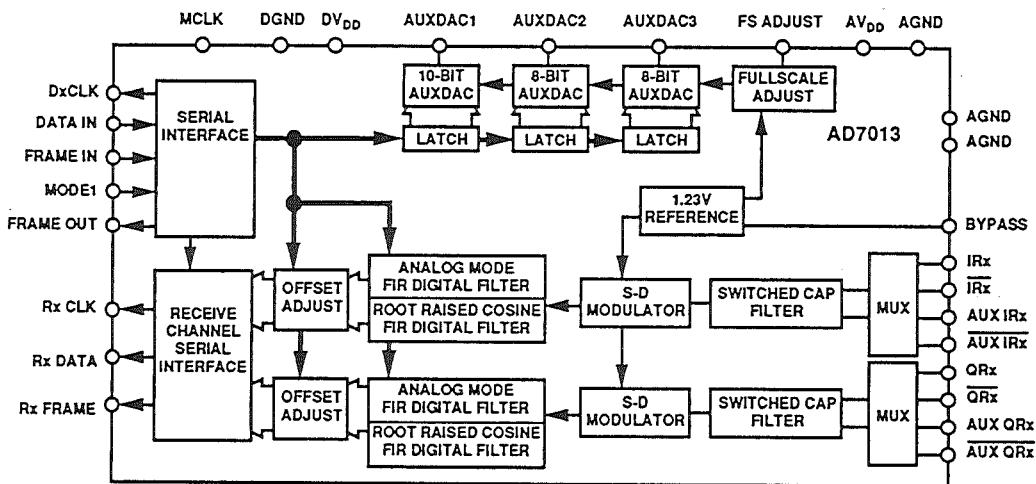 MCLK
DGND
DVDD
AUXDAC1
AUXDAC2
AUXDAC3
FS ADJUST
AVDD
AGND
DxCLK
DATA IN
FRAME IN
MODE1
FRAME OUT
SERIAL
INTERFACE
10-BIT
AUXDAC
8-BIT
AUXDAC
8-BIT
AUXDAC
FULLSCALE
ADJUST
LATCH
LATCH
LATCH
AD7013
AGND
AGND
1.23V
REFERENCE
BYPASS
Rx CLK
Rx DATA
Rx FRAME
RECEIVE
CHANNEL
SERIAL
INTERFACE
OFFSET
ADJUST
ANALOG MODE
FIR DIGITAL FILTER
ROOT RAISED COSINE
FIR DIGITAL FILTER
S-D
MODULATOR
SWITCHED CAP
FILTER
MUX
IRx
IRx
AUX IRx
AUX IRx
OFFSET
ADJUST
ANALOG MODE
FIR DIGITAL FILTER
ROOT RAISED COSINE
FIR DIGITAL FILTER
S-D
MODULATOR
SWITCHED CAP
FILTER
MUX
QRx
QRx
AUX QRx
AUX QRx